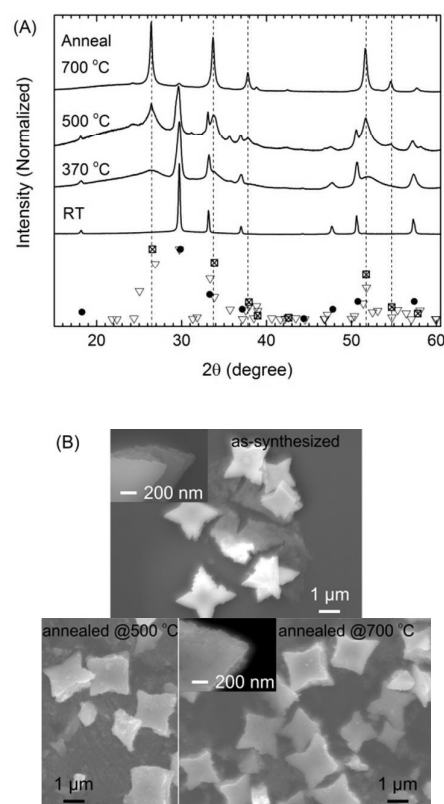 (A)
Anneal
700 °C
500 °C
370 °C
RT
Intensity (Normalized)
20 30 40 50 60
2θ (degree)
(B)
as-synthesized
200 nm
1 µm
annealed @500 °C
annealed @700 °C
200 nm
1 µm
1 µm